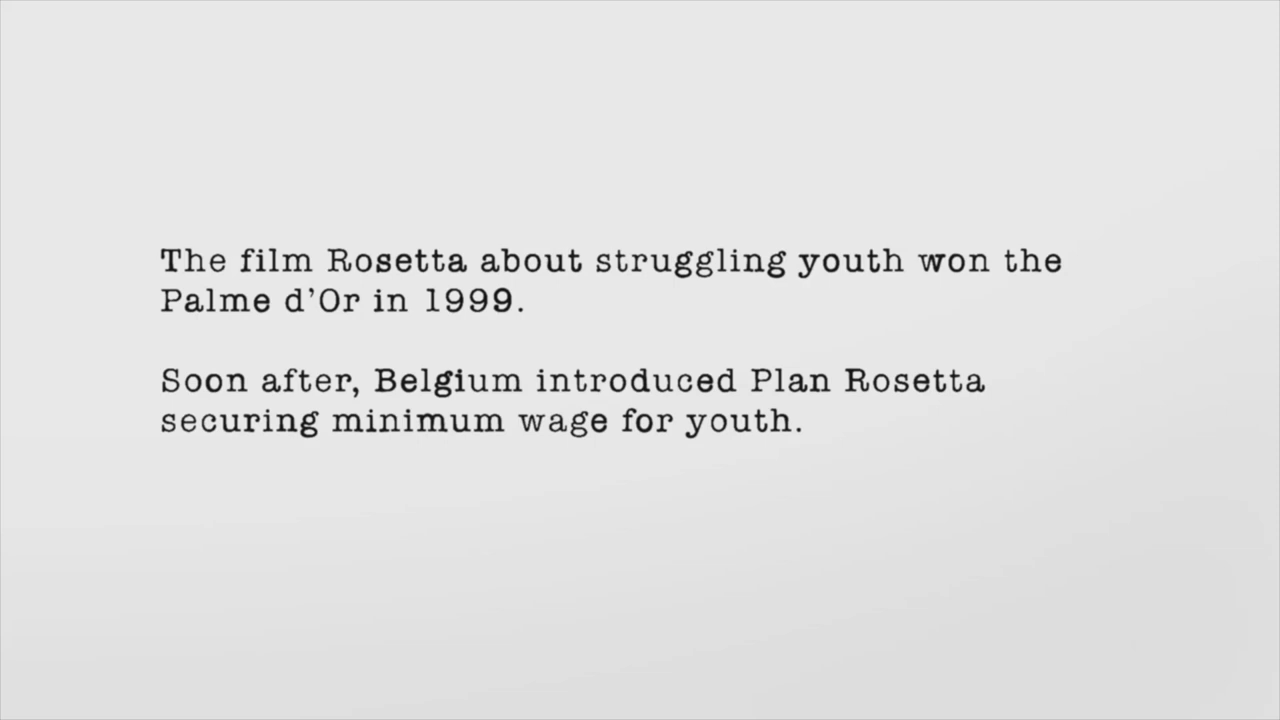 The film Rosetta about struggling youth won the
Palme d’Or in 1999.
Soon after, Belgium introduced Plan Rosetta
securing minimum wage for youth.